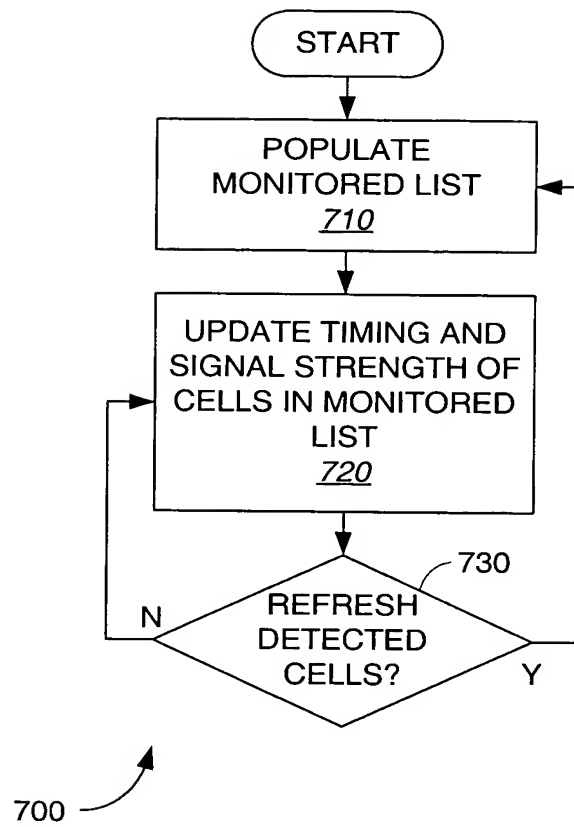 START
POPULATE
MONITORED LIST
710
UPDATE TIMING AND
SIGNAL STRENGTH OF
CELLS IN MONITORED
LIST
720
730
REFRESH
DETECTED
CELLS?
N
Y
700